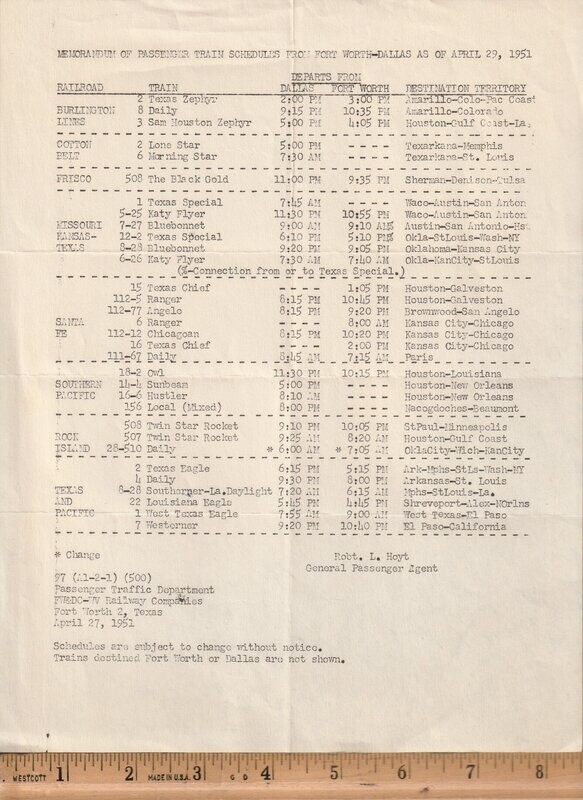 MEMORANDUM OF PASSENGER TRAIN SCHEDULES FROM FORT WORTH-DALLAS AS OF APRIL 29, 1951
DEPARTS FROM
RAILROAD TRAIN DALLAS FORT WORTH DESTINATION TERRITORY
2 Texas Zephyr 2:00 PM 3:00 PM Amarillo-Colo-Pac Coast
BURLINGTON 8 Daily 9:15 PM 10:35 PM Amarillo-Colorado
LINES 3 Sam Houston Zephyr 5:00 PM 4:05 PM Houston-Gulf Coast-La.
COTTON 2 Lone Star 5:00 PM - - - - Texarkana-Memphis
BELT 6 Morning Star 7:30 AM - - - - Texarkana-St. Louis
FRISCO 508 The Black Gold 11:00 PM 9:35 PM Sherman-Denison-Tulsa
1 Texas Special 7:45 AM - - - - Waco-Austin-San Anton
5-25 Katy Flyer 11:30 PM 10:55 PM Waco-Austin-San Anton
MISSOURI 7-27 Bluebonnet 9:00 AM 9:10 AM% Austin-San Antonio-Hst
KANSAS- 12-2 Texas Special 6:10 PM 5:10 PM% Okla-StLouis-Wash-NY
TEXAS 8-28 Bluebonnet 9:20 PM 9:05 PM Oklahoma-Kansas City
6-26 Katy Flyer 7:30 AM 7:40 AM Okla-KanCity-StLouis
(%-Connection from or to Texas Special.)
15 Texas Chief - - - - 1:05 PM Houston-Galveston
112-5 Ranger 8:15 PM 10:45 PM Houston-Galveston
112-77 Angelo 8:15 PM 9:20 PM Brownwood-San Angelo
SANTA 6 Ranger - - - - 8:00 AM Kansas City-Chicago
FE 112-12 Chicagoan 8:15 PM 10:20 PM Kansas City-Chicago
16 Texas Chief - - - - 2:00 PM Kansas City-Chicago
111-67 Daily 8:45 AM 7:15 AM Paris
18-2 Owl 11:30 PM 10:15 PM Houston-Louisiana
SOUTHERN 14-4 Sunbeam 5:00 PM - - - - Houston-New Orleans
PACIFIC 16-6 Hustler 8:10 AM - - - - Houston-New Orleans
156 Local (Mixed) 8:00 PM - - - - Nacogdoches-Beaumont
508 Twin Star Rocket 9:10 PM 10:05 PM StPaul-Minneapolis
ROCK 507 Twin Star Rocket 9:25 AM 8:20 AM Houston-Gulf Coast
ISLAND 28-510 Daily * 6:00 AM * 7:05 AM OklaCity-Wich-KanCity
2 Texas Eagle 6:15 PM 5:15 PM Ark-Mphs-StLs-Wash-NY
4 Daily 9:30 PM 8:00 PM Arkansas-St. Louis
TEXAS 8-28 Southerner-La.Daylight 7:20 AM 6:15 AM Mphs-StLouis-La.
AND 22 Louisiana Eagle 5:45 PM 4:45 PM Shreveport-Alex-NOrlns
PACIFIC 1 West Texas Eagle 7:55 AM 9:00 AM West Texas-El Paso
7 Westerner 9:20 PM 10:40 PM El Paso-California
* Change Robt. L. Hoyt
General Passenger Agent
97 (A1-2-1) (500)
Passenger Traffic Department
FW&DC-WV Railway Companies
Fort Worth 2, Texas
April 27, 1951
Schedules are subject to change without notice.
Trains destined Fort Worth or Dallas are not shown.
WESTCOTT 1 2 MADE IN U.S.A. 3 4 5 6 7 8